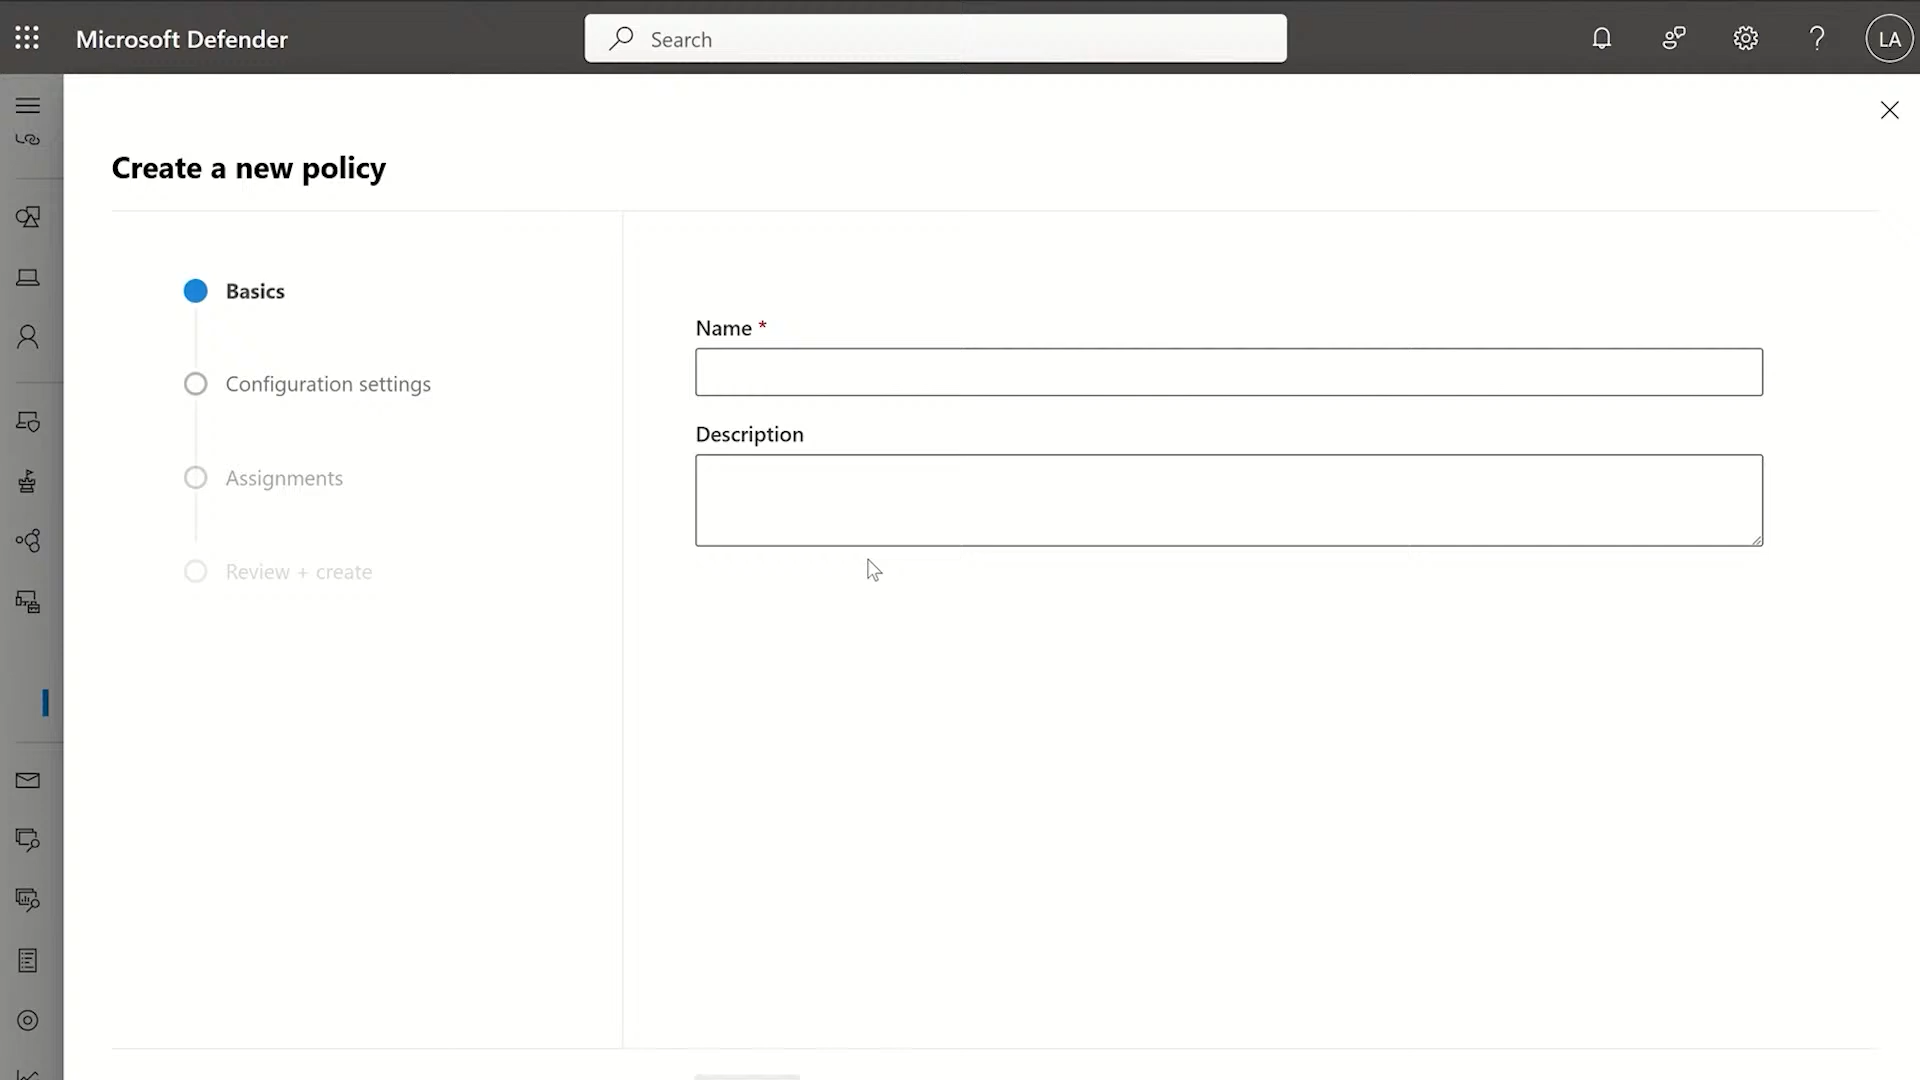 Microsoft Defender
Search
LA
Create a new policy
Basics
Configuration settings
Assignments
Review + create
Name *
Description